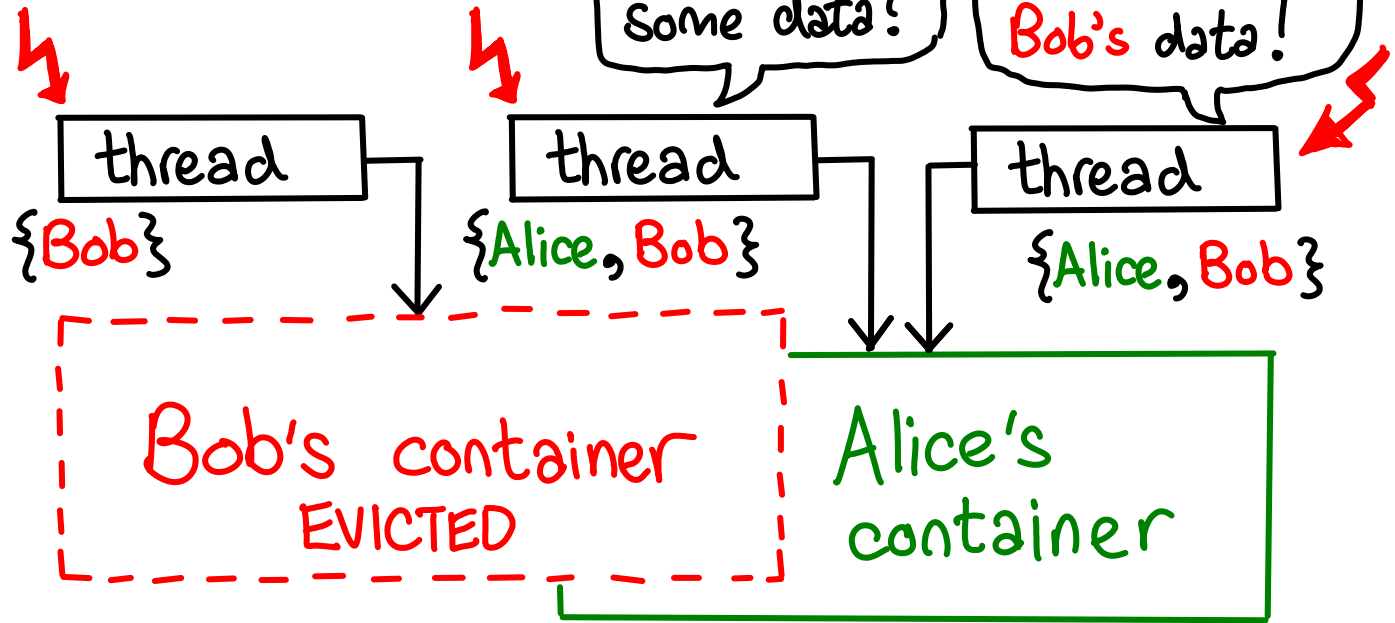 some data!
Bob's data!
thread
thread
thread
{Bob}
{Alice, Bob}
{Alice, Bob}
Bob's container
EVICTED
Alice's
container